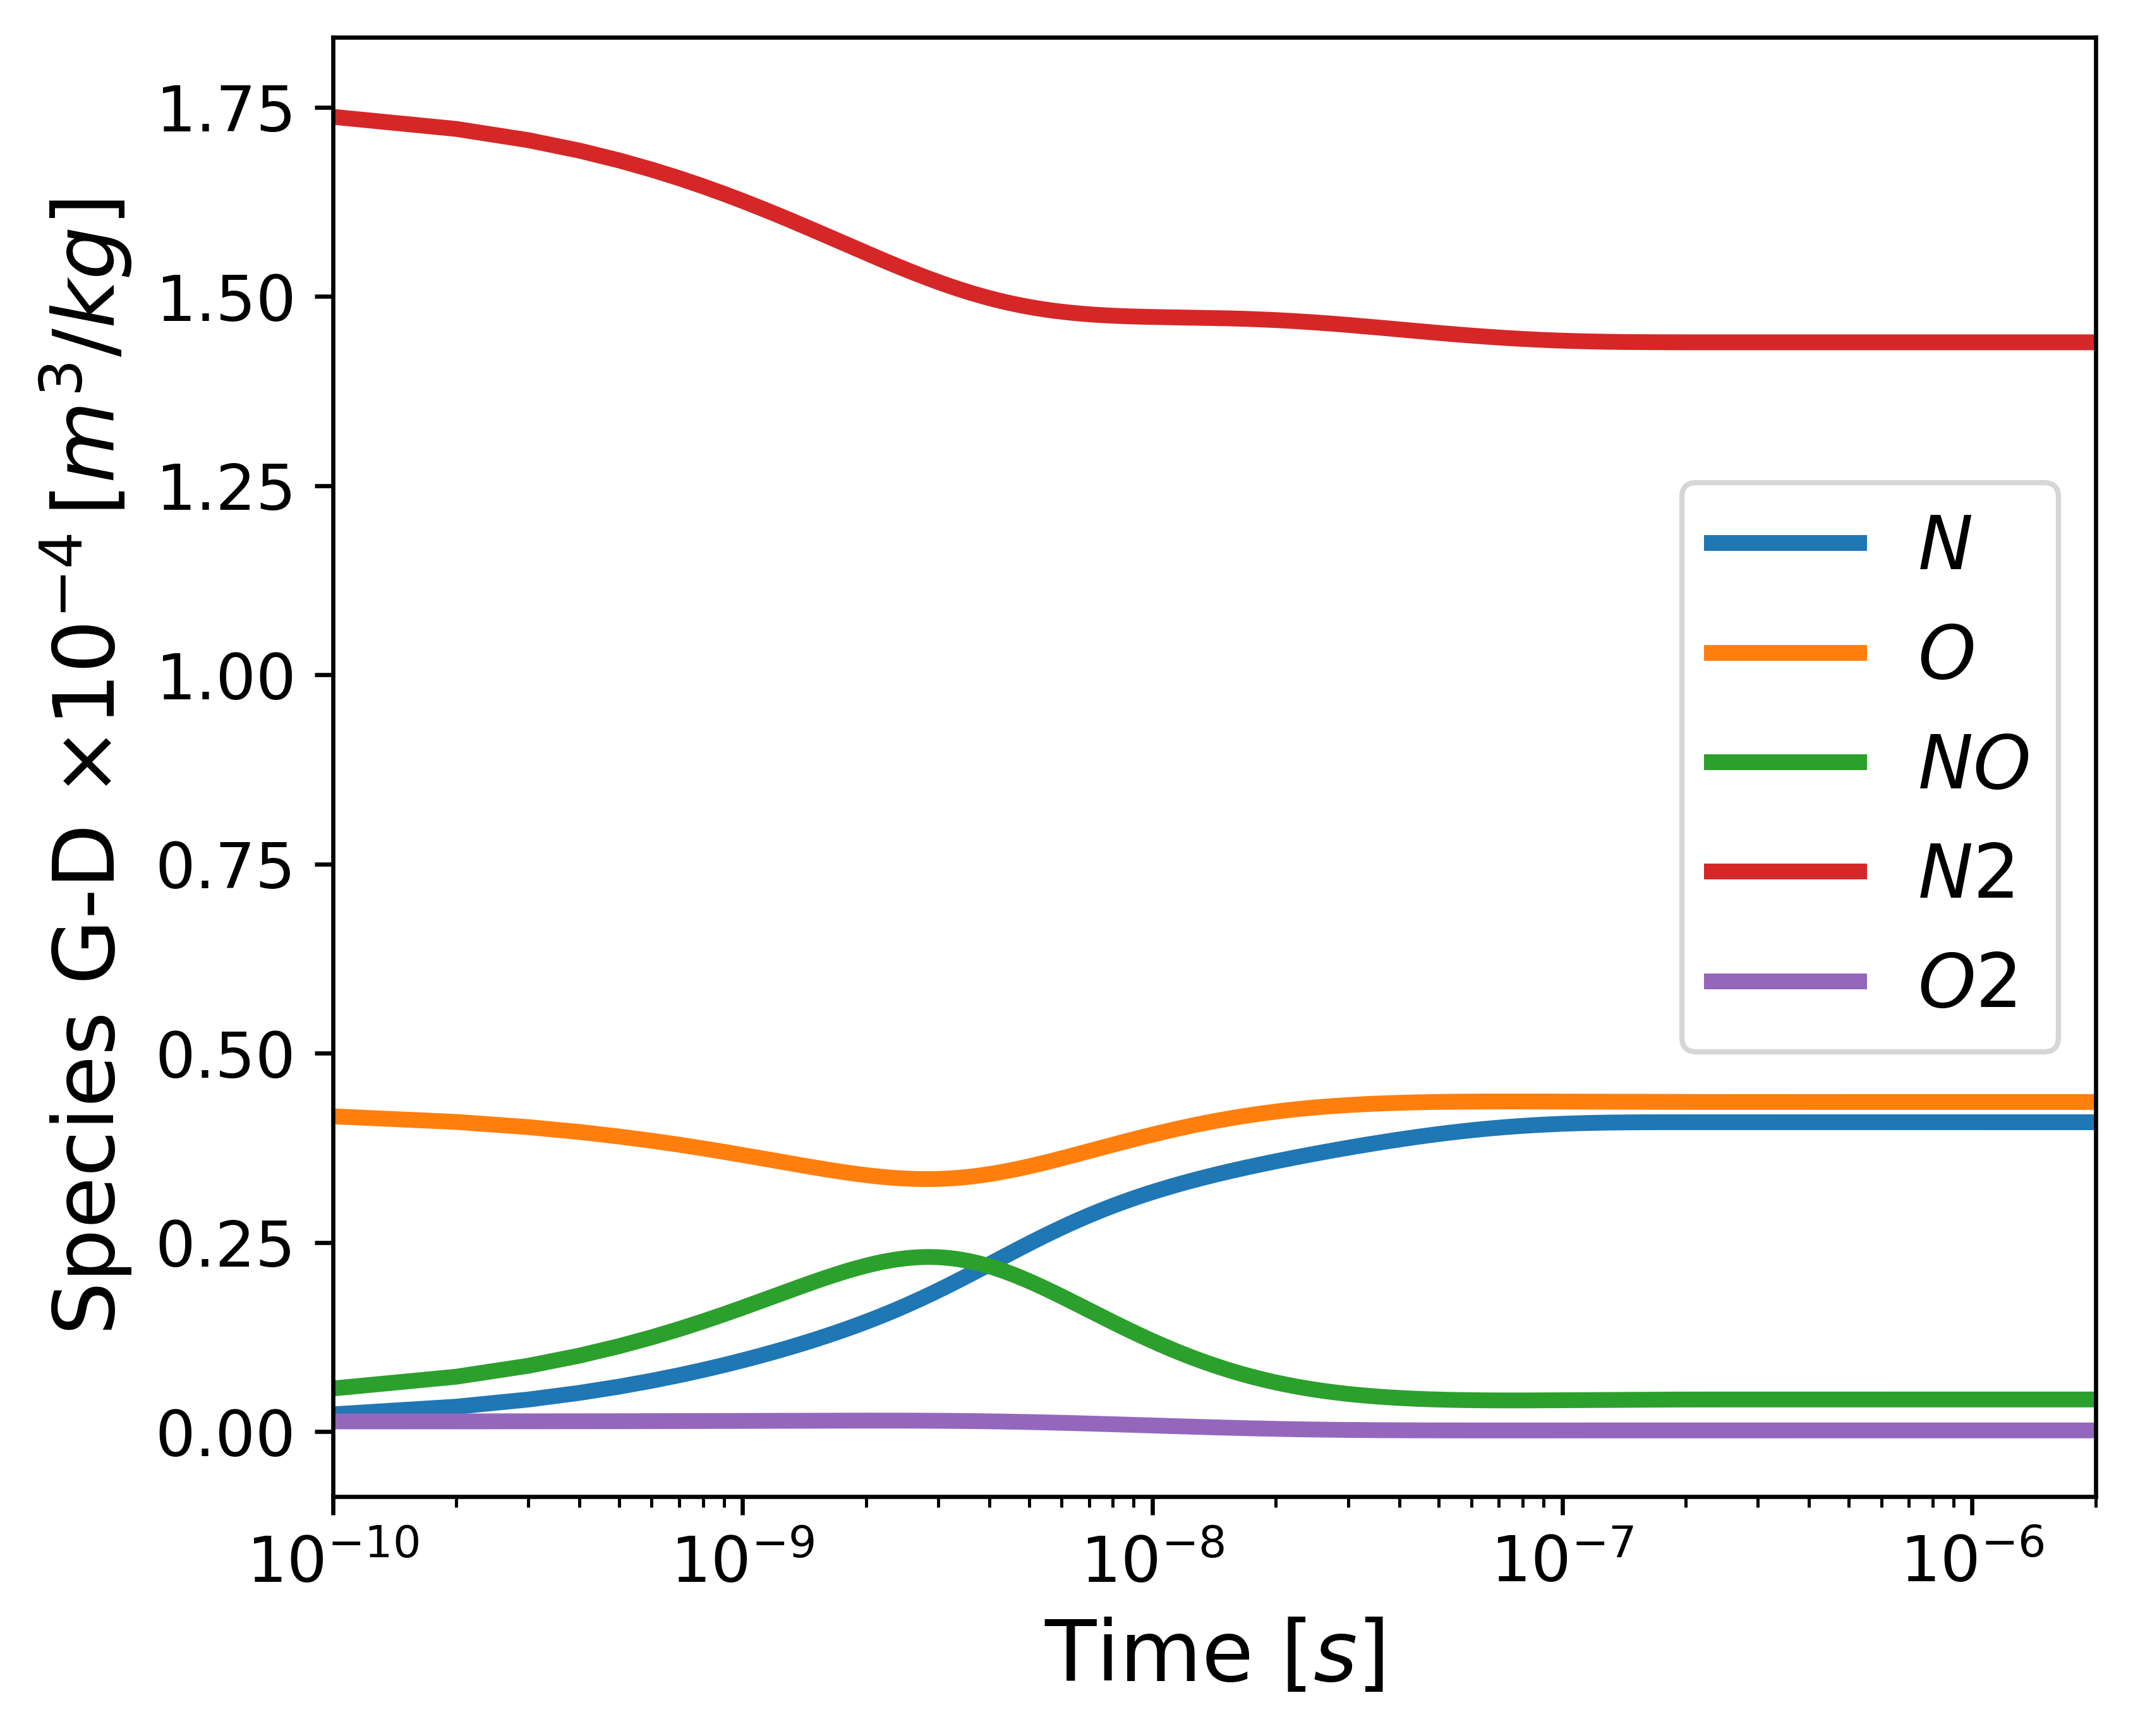 Species G-D ×10⁻⁴ [m³/kg]
1.75
1.50
1.25
1.00
0.75
0.50
0.25
0.00
N
O
NO
N2
O2
10⁻¹⁰ 10⁻⁹ 10⁻⁸ 10⁻⁷ 10⁻⁶
Time [s]